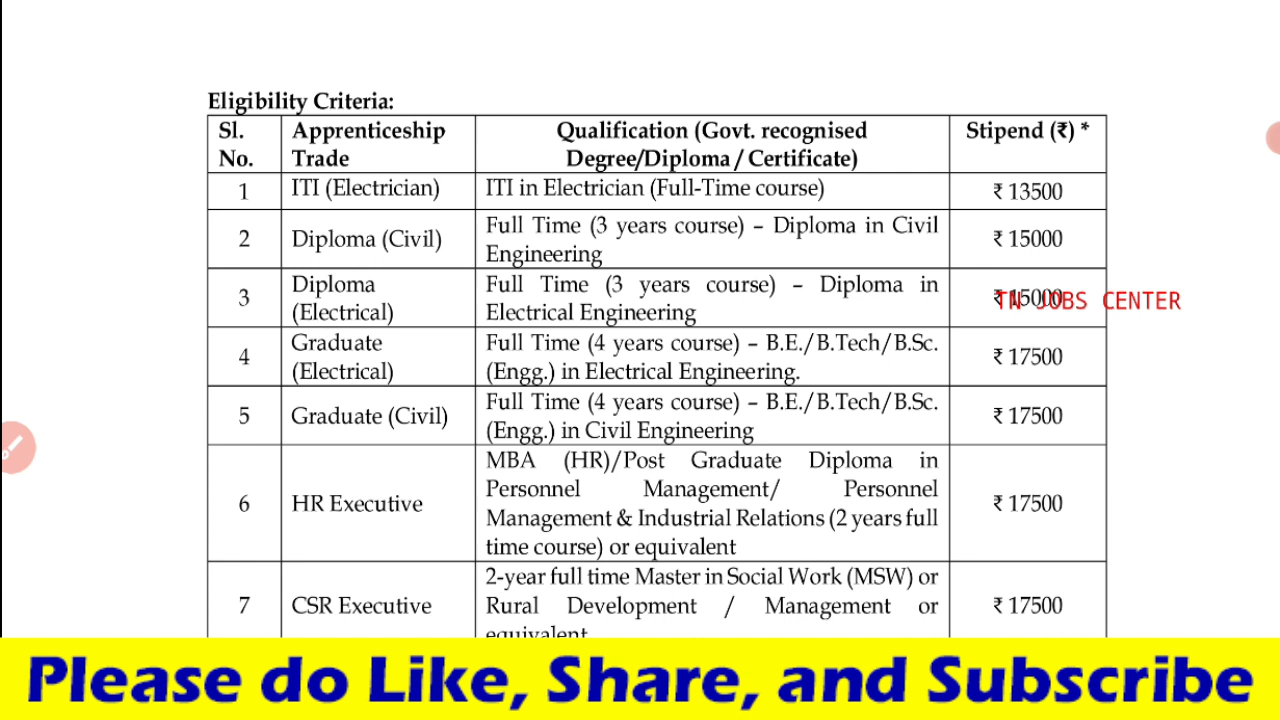 Eligibility Criteria:
Sl. No. Apprenticeship Trade Qualification (Govt. recognised Degree/Diploma / Certificate) Stipend (₹) *
1 ITI (Electrician) ITI in Electrician (Full-Time course) ₹ 13500
2 Diploma (Civil) Full Time (3 years course) – Diploma in Civil
Engineering ₹ 15000
3 Diploma
(Electrical) Full Time (3 years course) – Diploma in
Electrical Engineering ₹ 15000
TN JOBS CENTER
4 Graduate
(Electrical) Full Time (4 years course) – B.E./B.Tech/B.Sc.
(Engg.) in Electrical Engineering. ₹ 17500
5 Graduate (Civil) Full Time (4 years course) – B.E./B.Tech/B.Sc.
(Engg.) in Civil Engineering ₹ 17500
6 HR Executive MBA (HR)/Post Graduate Diploma in
Personnel Management/ Personnel
Management & Industrial Relations (2 years full
time course) or equivalent ₹ 17500
7 CSR Executive 2-year full time Master in Social Work (MSW) or
Rural Development / Management or
equivalent ₹ 17500
Please do Like, Share, and Subscribe